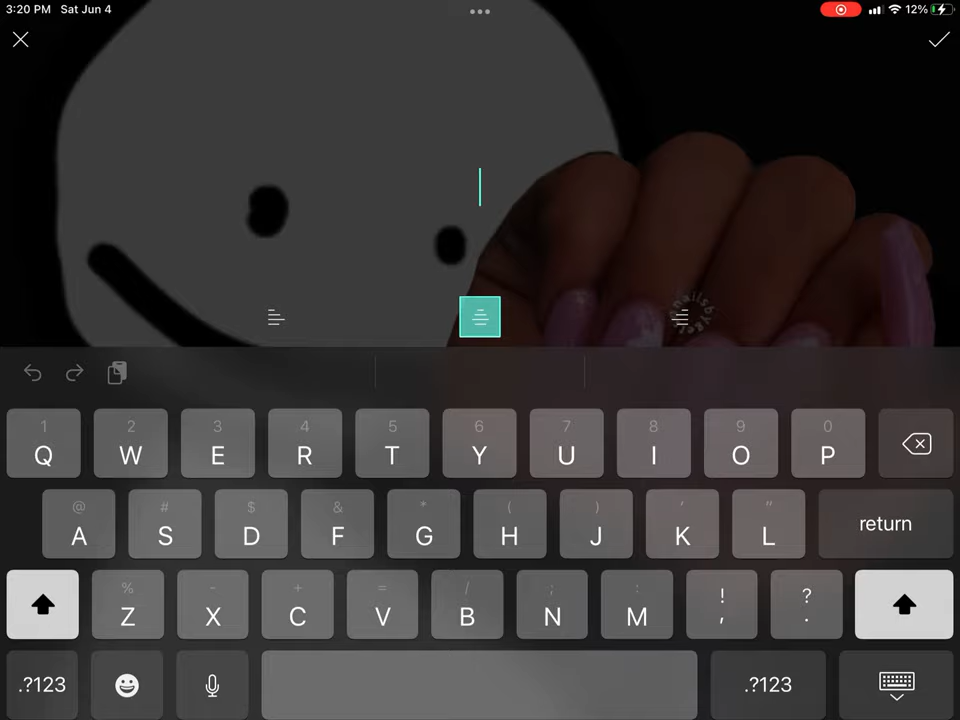 3:20 PM Sat Jun 4 12%
1 2 3 4 5 6 7 8 9 0
Q W E R T Y U I O P
@ # $ & * ( ) ' "
A S D F G H J K L return
% - + = / ; : ! ?
Z X C V B N M , .
.?123 .?123